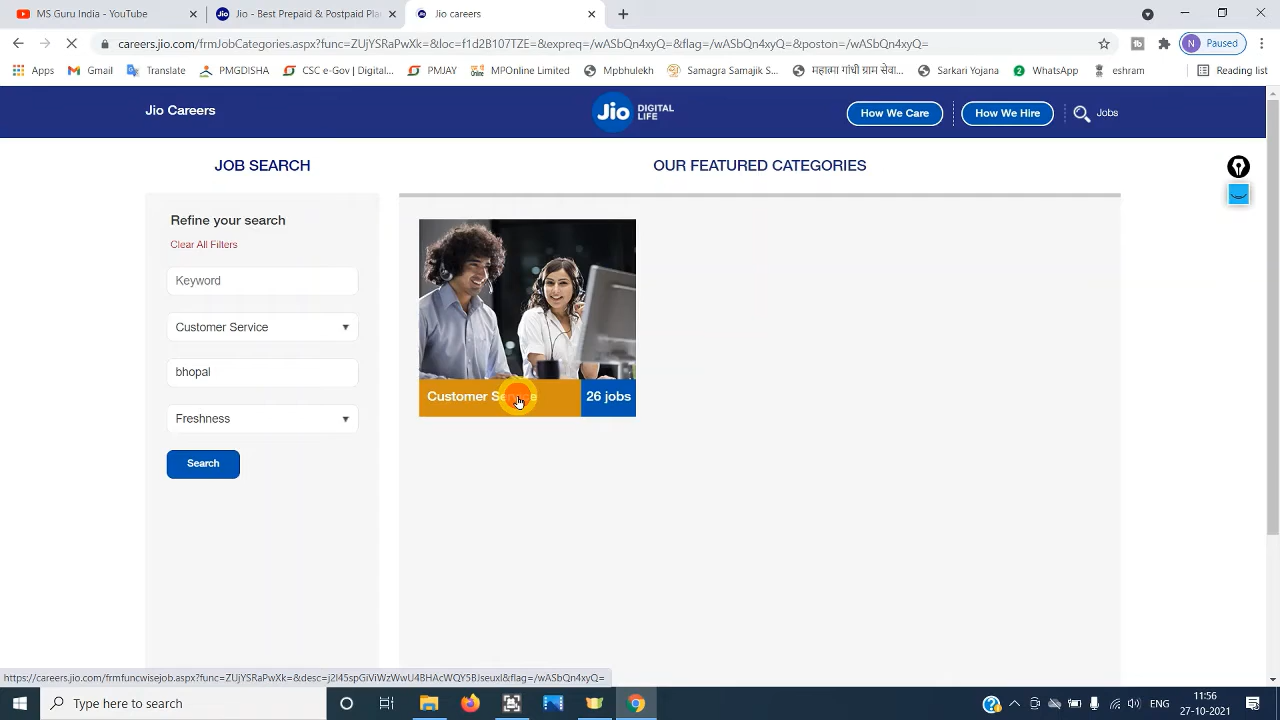 MS Guru India - YouTube
Jio - Best Prepaid & Postpaid Pla
Jio careers
careers.jio.com/frmJobCategories.aspx?func=ZUjYSRaPwXk=&loc=f1d2B1D7TZE=&expreq=/wASbQn4xyQ=&flag=/wASbQn4xyQ=&poston=/wASbQn4xyQ=
N Paused
Apps
Gmail
Translate
PMGDISHA
CSC e-Gov | Digital...
PMJAY
MPOnline Limited
Mpbhulekh
Samagra Samajik S...
महात्मा गांधी ग्राम सेवा...
Sarkari Yojana
WhatsApp
eshram
Reading list
Jio Careers
Jio DIGITAL
LIFE
How We Care
How We Hire
Jobs
JOB SEARCH
OUR FEATURED CATEGORIES
Refine your search
Clear All Filters
Keyword
Customer Service
bhopal
Freshness
Search
Customer Service
26 jobs
https://careers.jio.com/frmfuncwisejob.aspx?func=ZUjYSRaPwXk=&desc=j2l45spGiViWzWwU4BHAcWQY5BJseuxI&flag=/wASbQn4xyQ=
Type here to search
ENG
11:56
27-10-2021